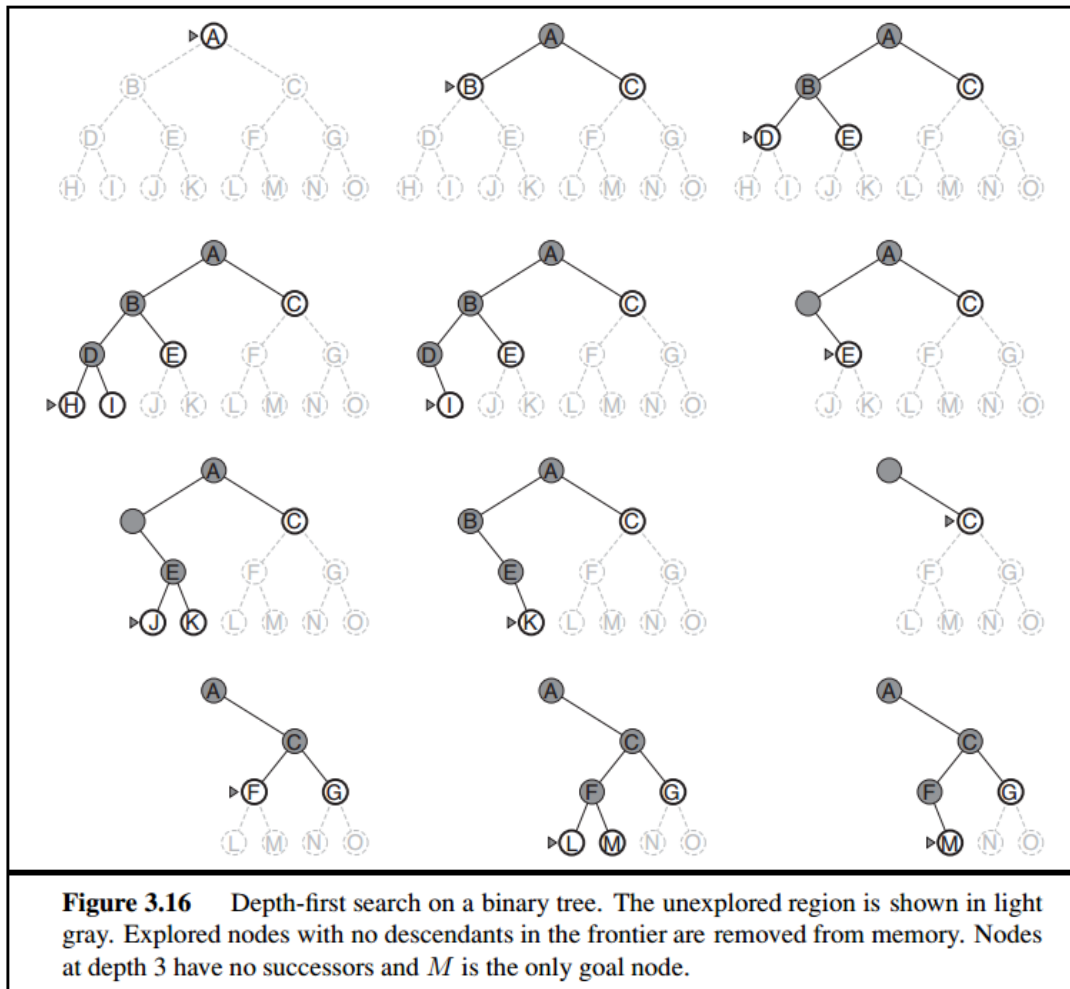 A
B C
D E F G
H I J K L M N O
A
B C
D E F G
H I J K L M N O
A
B C
D E F G
H I J K L M N O
A
B C
D E F G
H I J K L M N O
A
B C
D E F G
I J K L M N O
A
C
E F G
J K L M N O
A
C
E F G
J K L M N O
A
B C
E F G
K L M N O
C
F G
L M N O
A
C
F G
L M N O
A
C
F G
L M N O
A
C
F G
M N O
Figure 3.16 Depth-first search on a binary tree. The unexplored region is shown in light
gray. Explored nodes with no descendants in the frontier are removed from memory. Nodes
at depth 3 have no successors and M is the only goal node.